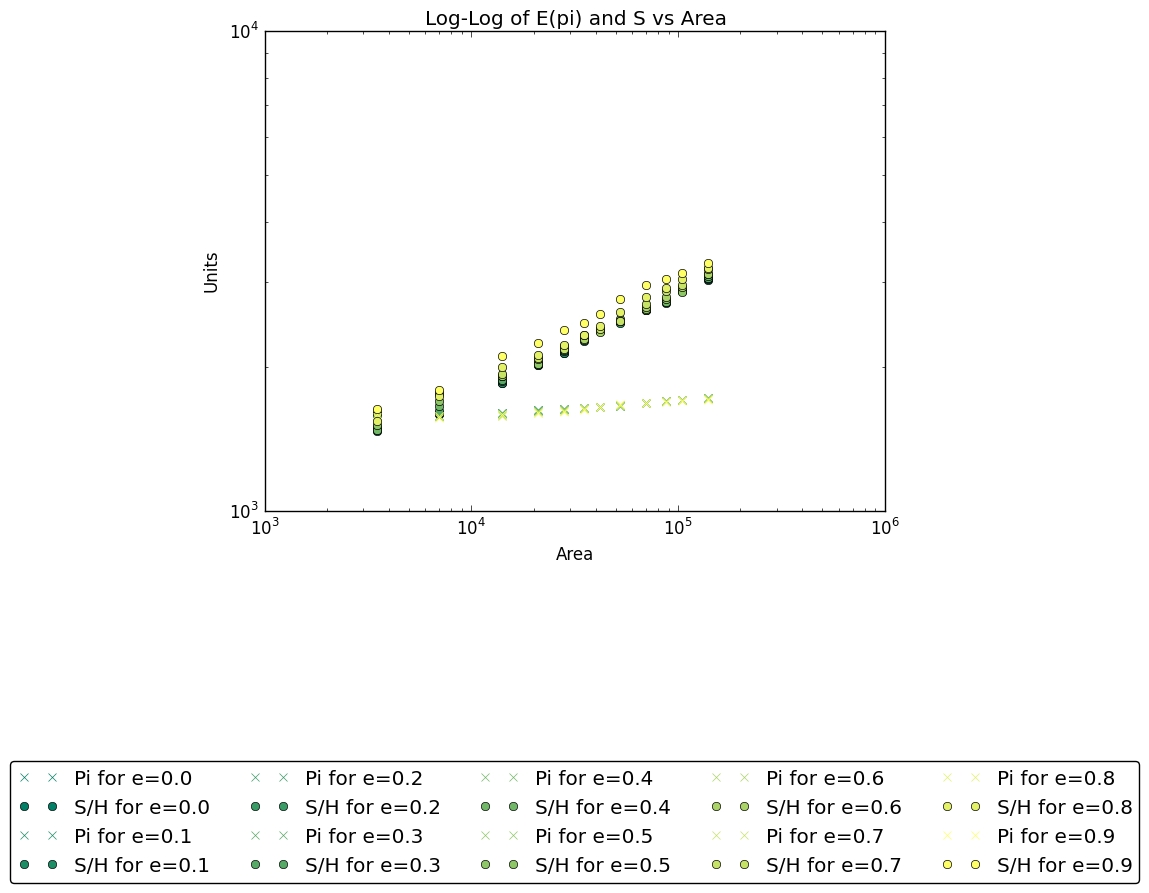 Log-Log of E(pi) and S vs Area
10^4
Units
10^3
10^3 10^4 10^5 10^6
Area
Pi for e=0.0 Pi for e=0.2 Pi for e=0.4 Pi for e=0.6 Pi for e=0.8
S/H for e=0.0 S/H for e=0.2 S/H for e=0.4 S/H for e=0.6 S/H for e=0.8
Pi for e=0.1 Pi for e=0.3 Pi for e=0.5 Pi for e=0.7 Pi for e=0.9
S/H for e=0.1 S/H for e=0.3 S/H for e=0.5 S/H for e=0.7 S/H for e=0.9